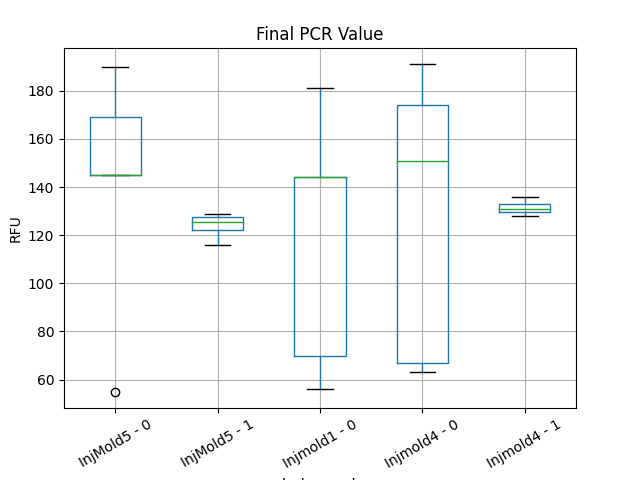 Final PCR Value
RFU
180
160
140
120
100
80
60
InjMold5 - 0
InjMold5 - 1
Injmold1 - 0
Injmold4 - 0
Injmold4 - 1